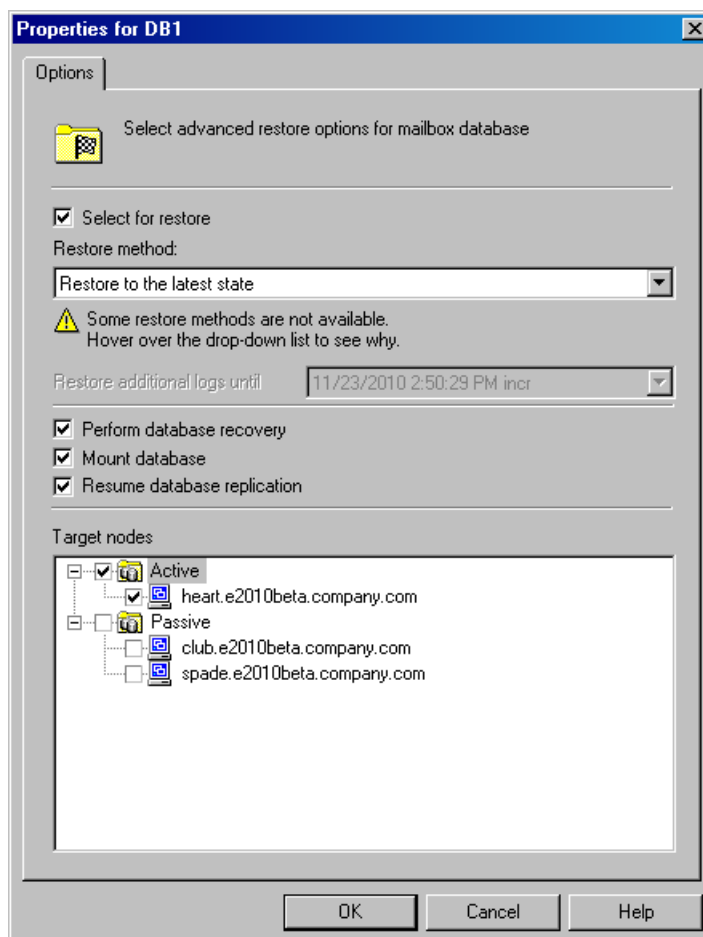 Properties for DB1
Options
Select advanced restore options for mailbox database
Select for restore
Restore method:
Restore to the latest state
Some restore methods are not available.
Hover over the drop-down list to see why.
Restore additional logs until
11/23/2010 2:50:29 PM incr
Perform database recovery
Mount database
Resume database replication
Target nodes
Active
heart.e2010beta.company.com
Passive
club.e2010beta.company.com
spade.e2010beta.company.com
OK Cancel Help